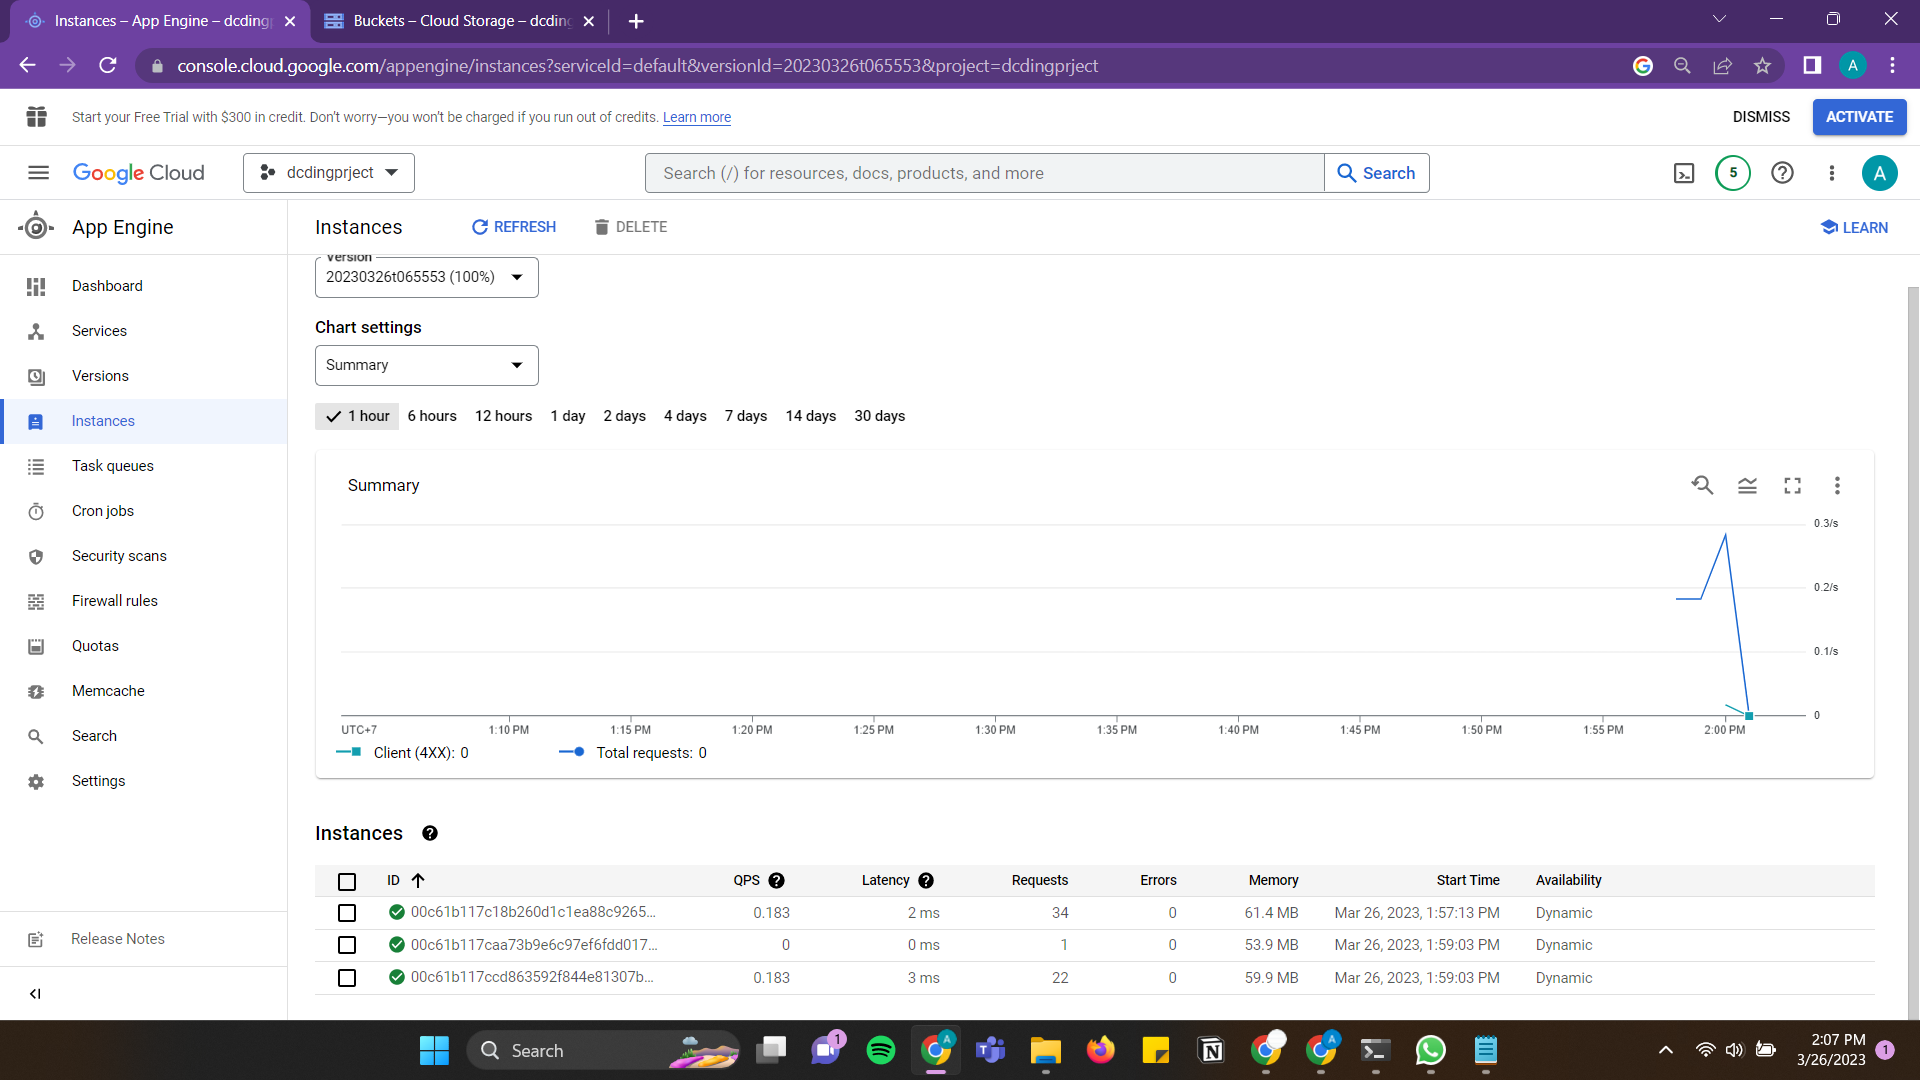 Instances – App Engine – dcding
Buckets – Cloud Storage – dcdin
console.cloud.google.com/appengine/instances?serviceId=default&versionId=20230326t065553&project=dcdingprject
A
Start your Free Trial with $300 in credit. Don't worry—you won't be charged if you run out of credits. Learn more
DISMISS
ACTIVATE
Google Cloud
dcdingprject
Search (/) for resources, docs, products, and more
Search
5
A
App Engine
Instances
REFRESH
DELETE
LEARN
Dashboard
Services
Versions
Instances
Task queues
Cron jobs
Security scans
Firewall rules
Quotas
Memcache
Search
Settings
Release Notes
Version
20230326t065553 (100%)
Chart settings
Summary
1 hour 6 hours 12 hours 1 day 2 days 4 days 7 days 14 days 30 days
Summary
0.3/s
0.2/s
0.1/s
0
UTC+7 1:10 PM 1:15 PM 1:20 PM 1:25 PM 1:30 PM 1:35 PM 1:40 PM 1:45 PM 1:50 PM 1:55 PM 2:00 PM
Client (4XX): 0 Total requests: 0
Instances
ID QPS Latency Requests Errors Memory Start Time Availability
00c61b117c18b260d1c1ea88c9265... 0.183 2 ms 34 0 61.4 MB Mar 26, 2023, 1:57:13 PM Dynamic
00c61b117caa73b9e6c97ef6fdd017... 0 0 ms 1 0 53.9 MB Mar 26, 2023, 1:59:03 PM Dynamic
00c61b117ccd863592f844e81307b... 0.183 3 ms 22 0 59.9 MB Mar 26, 2023, 1:59:03 PM Dynamic
Search
1
A
A
2:07 PM
3/26/2023
1